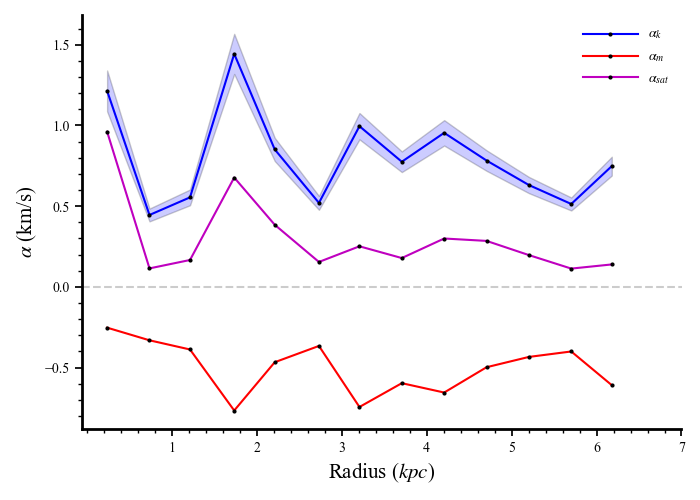 α_k
α_m
α_sat
1.5
1.0
0.5
0.0
−0.5
α (km/s)
1 2 3 4 5 6 7
Radius (kpc)